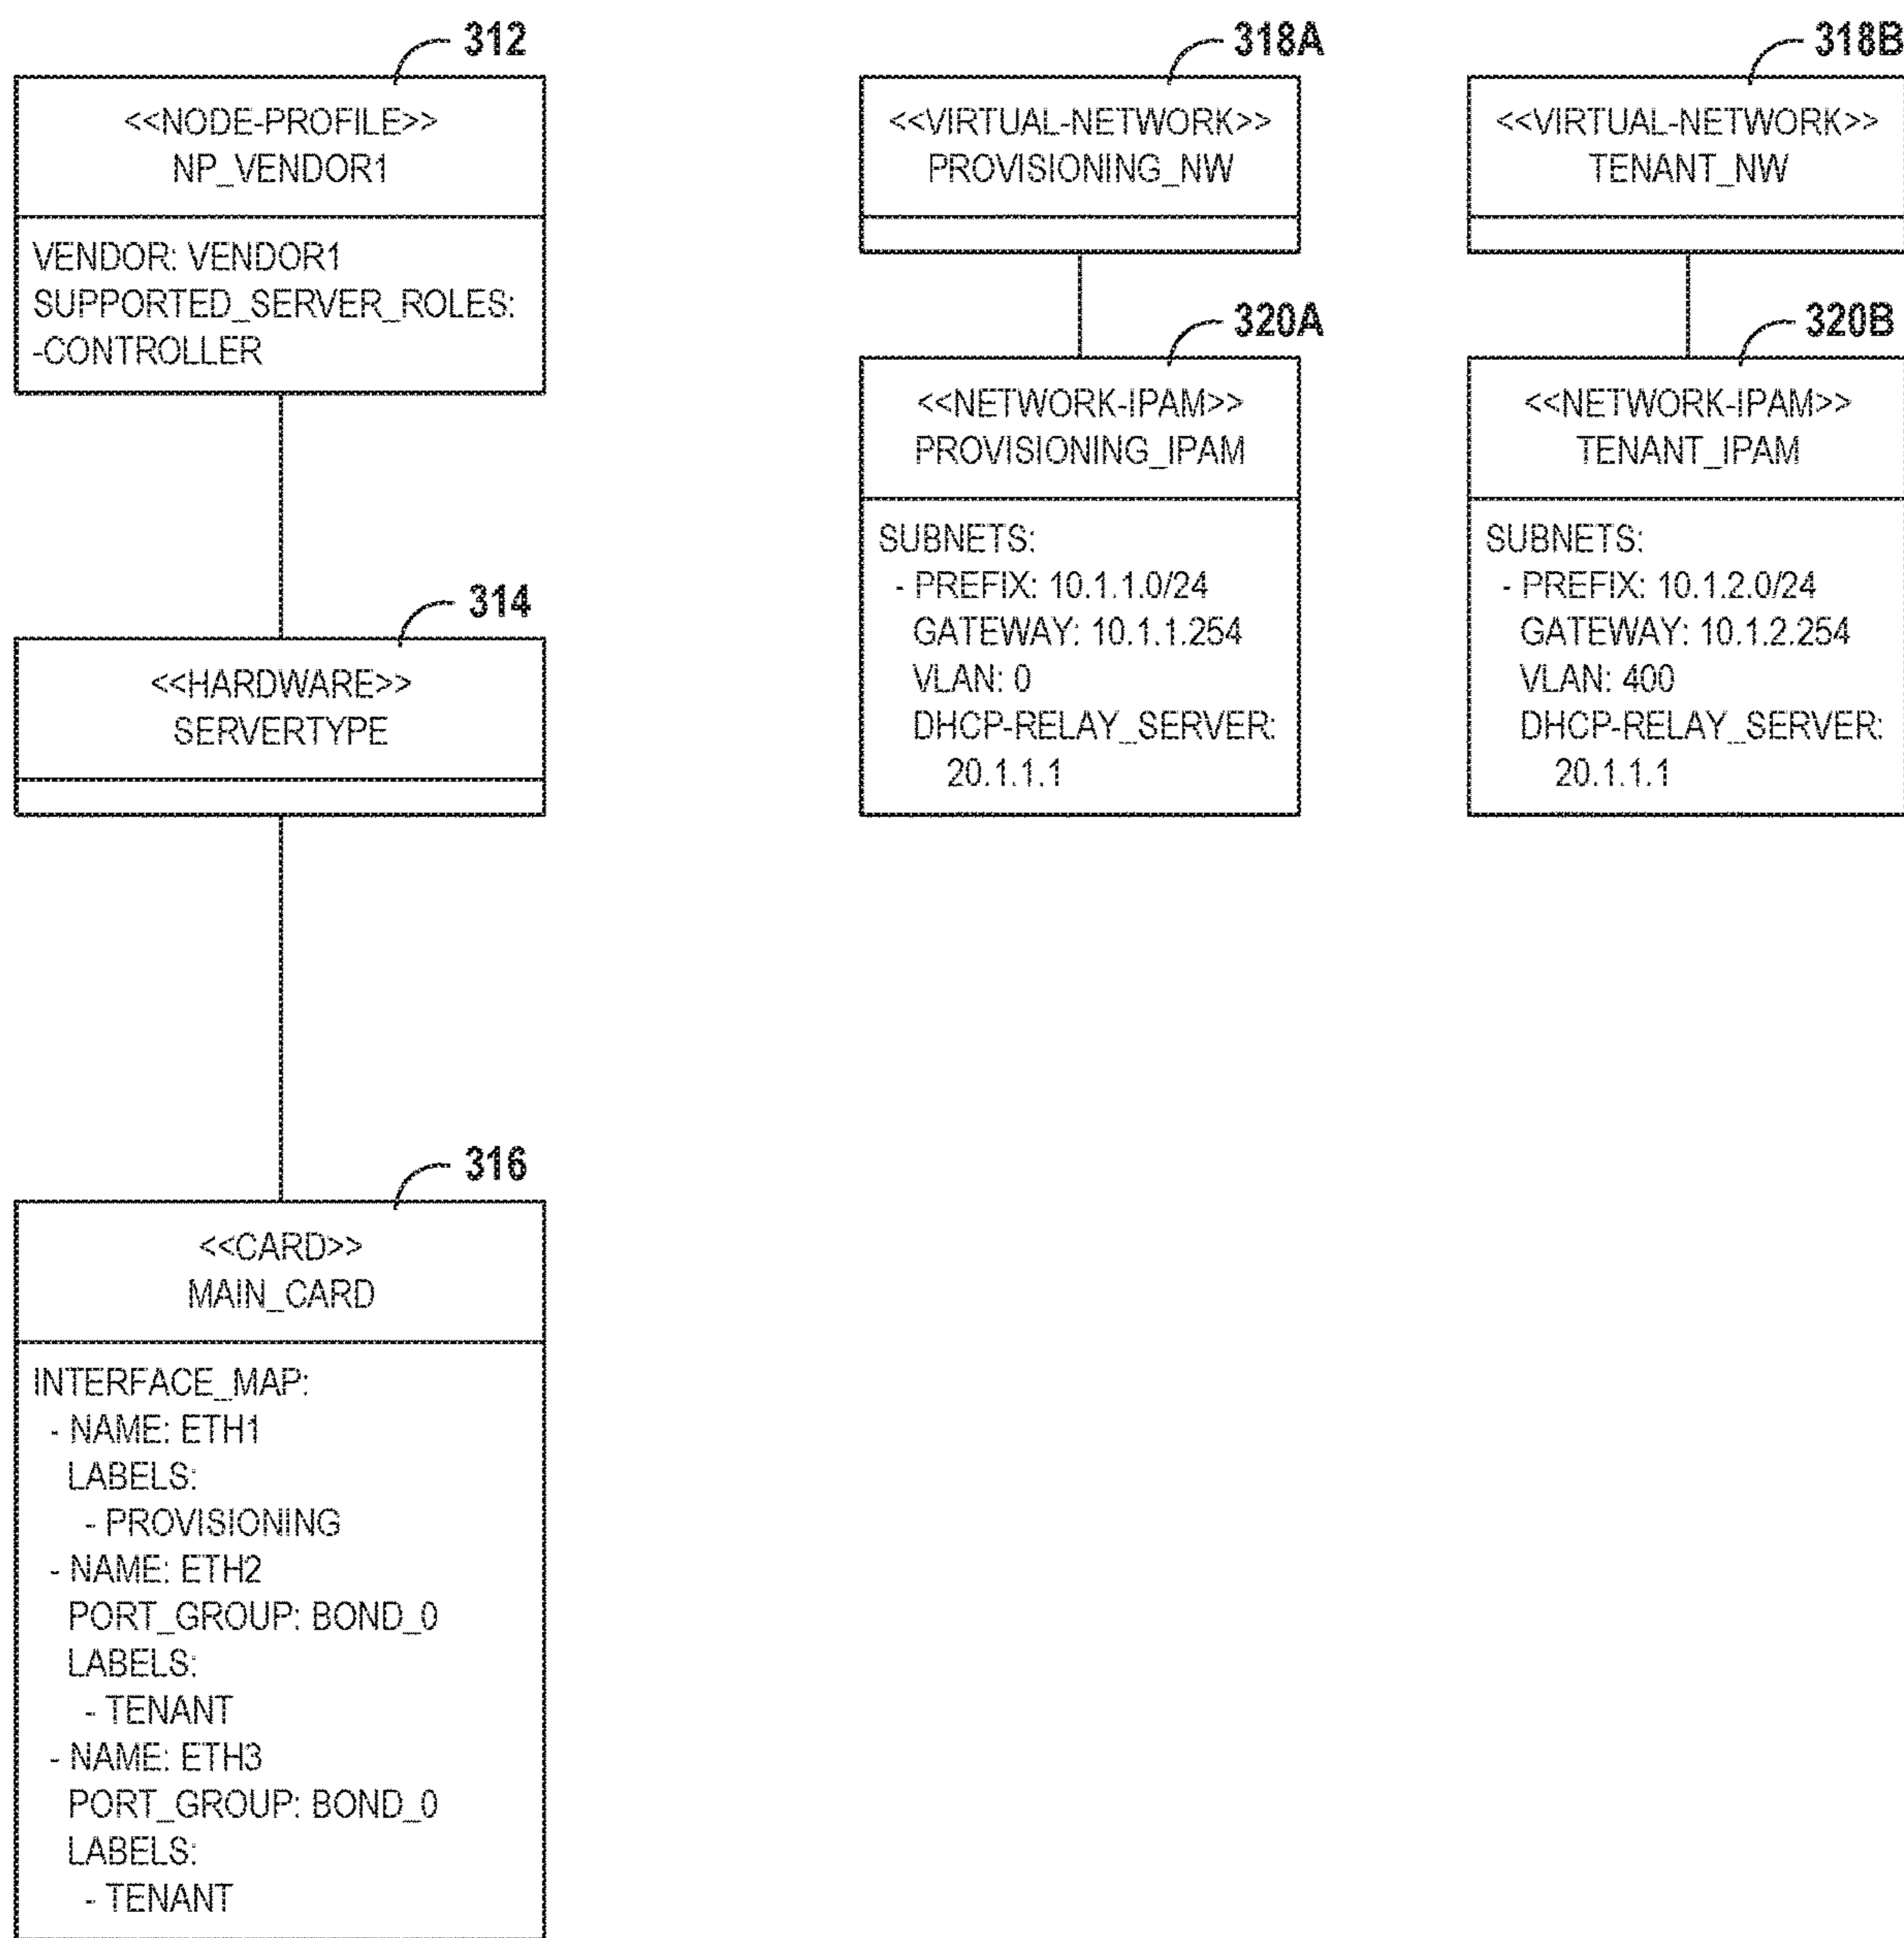 312
<<NODE-PROFILE>>
NP_VENDOR1
VENDOR: VENDOR1
SUPPORTED_SERVER_ROLES:
-CONTROLLER
314
<<HARDWARE>>
SERVERTYPE
316
<<CARD>>
MAIN_CARD
INTERFACE_MAP:
- NAME: ETH1
LABELS:
- PROVISIONING
- NAME: ETH2
PORT_GROUP: BOND_0
LABELS:
- TENANT
- NAME: ETH3
PORT_GROUP: BOND_0
LABELS:
- TENANT
318A
<<VIRTUAL-NETWORK>>
PROVISIONING_NW
320A
<<NETWORK-IPAM>>
PROVISIONING_IPAM
SUBNETS:
- PREFIX: 10.1.1.0/24
GATEWAY: 10.1.1.254
VLAN: 0
DHCP-RELAY_SERVER:
20.1.1.1
318B
<<VIRTUAL-NETWORK>>
TENANT_NW
320B
<<NETWORK-IPAM>>
TENANT_IPAM
SUBNETS:
- PREFIX: 10.1.2.0/24
GATEWAY: 10.1.2.254
VLAN: 400
DHCP-RELAY_SERVER:
20.1.1.1